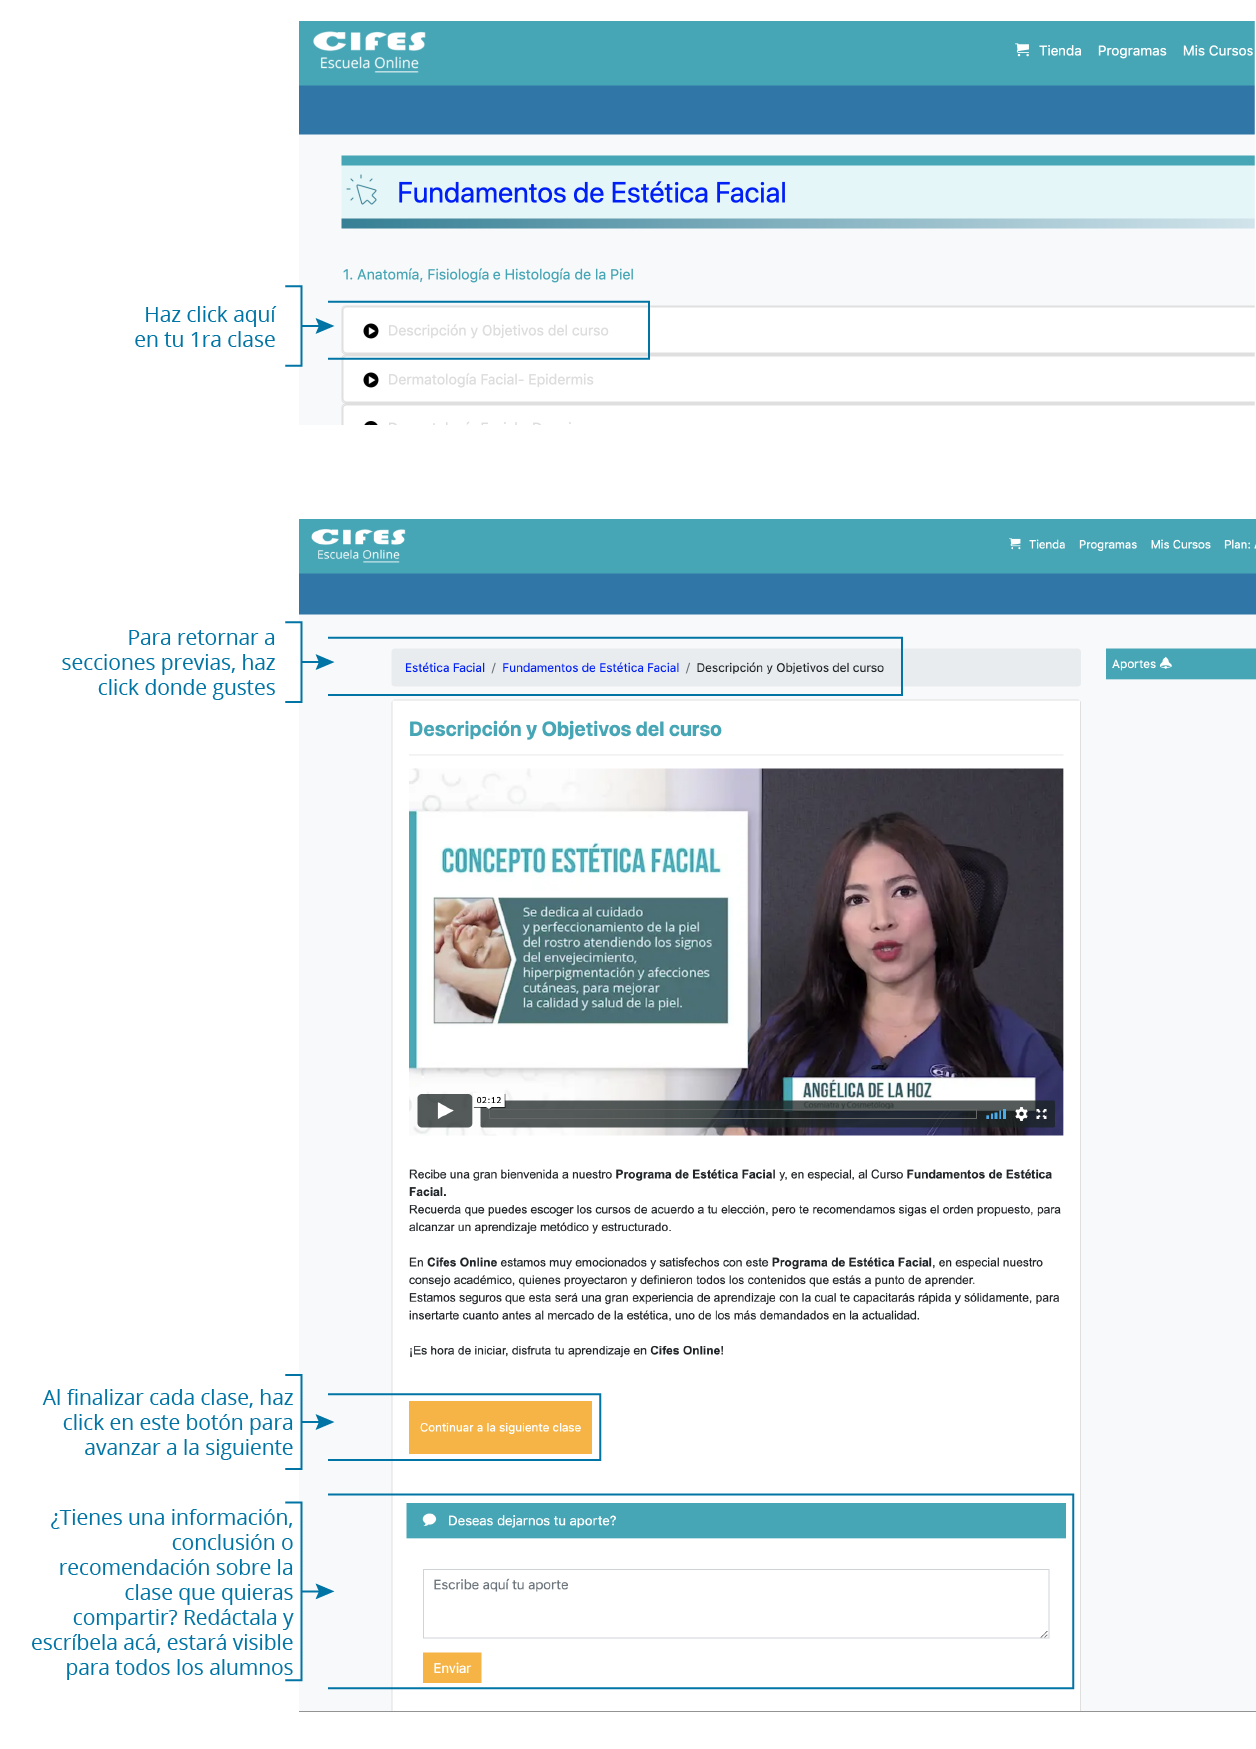 CIFES
Escuela Online
Tienda Programas Mis Cursos
Fundamentos de Estética Facial
1. Anatomía, Fisiología e Histología de la Piel
Haz click aquí
en tu 1ra clase
Descripción y Objetivos del curso
Dermatología Facial- Epidermis
CIFES
Escuela Online
Tienda Programas Mis Cursos Plan:
Para retornar a
secciones previas, haz
click donde gustes
Estética Facial / Fundamentos de Estética Facial / Descripción y Objetivos del curso
Aportes
Descripción y Objetivos del curso
CONCEPTO ESTÉTICA FACIAL
Se dedica al cuidado
y perfeccionamiento de la piel
del rostro atendiendo los signos
del envejecimiento,
hiperpigmentación y afecciones
cutáneas, para mejorar
la calidad y salud de la piel.
ANGÉLICA DE LA HOZ
Cosmiatra y Cosmetóloga
02:12
Recibe una gran bienvenida a nuestro Programa de Estética Facial y, en especial, al Curso Fundamentos de Estética
Facial.
Recuerda que puedes escoger los cursos de acuerdo a tu elección, pero te recomendamos sigas el orden propuesto, para
alcanzar un aprendizaje metódico y estructurado.
En Cifes Online estamos muy emocionados y satisfechos con este Programa de Estética Facial, en especial nuestro
consejo académico, quienes proyectaron y definieron todos los contenidos que estás a punto de aprender.
Estamos seguros que esta será una gran experiencia de aprendizaje con la cual te capacitarás rápida y sólidamente, para
insertarte cuanto antes al mercado de la estética, uno de los más demandados en la actualidad.
¡Es hora de iniciar, disfruta tu aprendizaje en Cifes Online!
Al finalizar cada clase, haz
click en este botón para
avanzar a la siguiente
Continuar a la siguiente clase
¿Tienes una información,
conclusión o
recomendación sobre la
clase que quieras
compartir? Redáctala y
escríbela acá, estará visible
para todos los alumnos
Deseas dejarnos tu aporte?
Escribe aquí tu aporte
Enviar